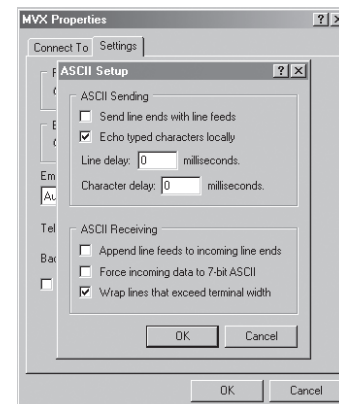 MVX Properties
Connect To Settings
ASCII Setup
ASCII Sending
Send line ends with line feeds
Echo typed characters locally
Line delay: 0 milliseconds.
Character delay: 0 milliseconds.
Em
Au
Tel
ASCII Receiving
Append line feeds to incoming line ends
Bac
Force incoming data to 7-bit ASCII
Wrap lines that exceed terminal width
OK Cancel
OK Cancel